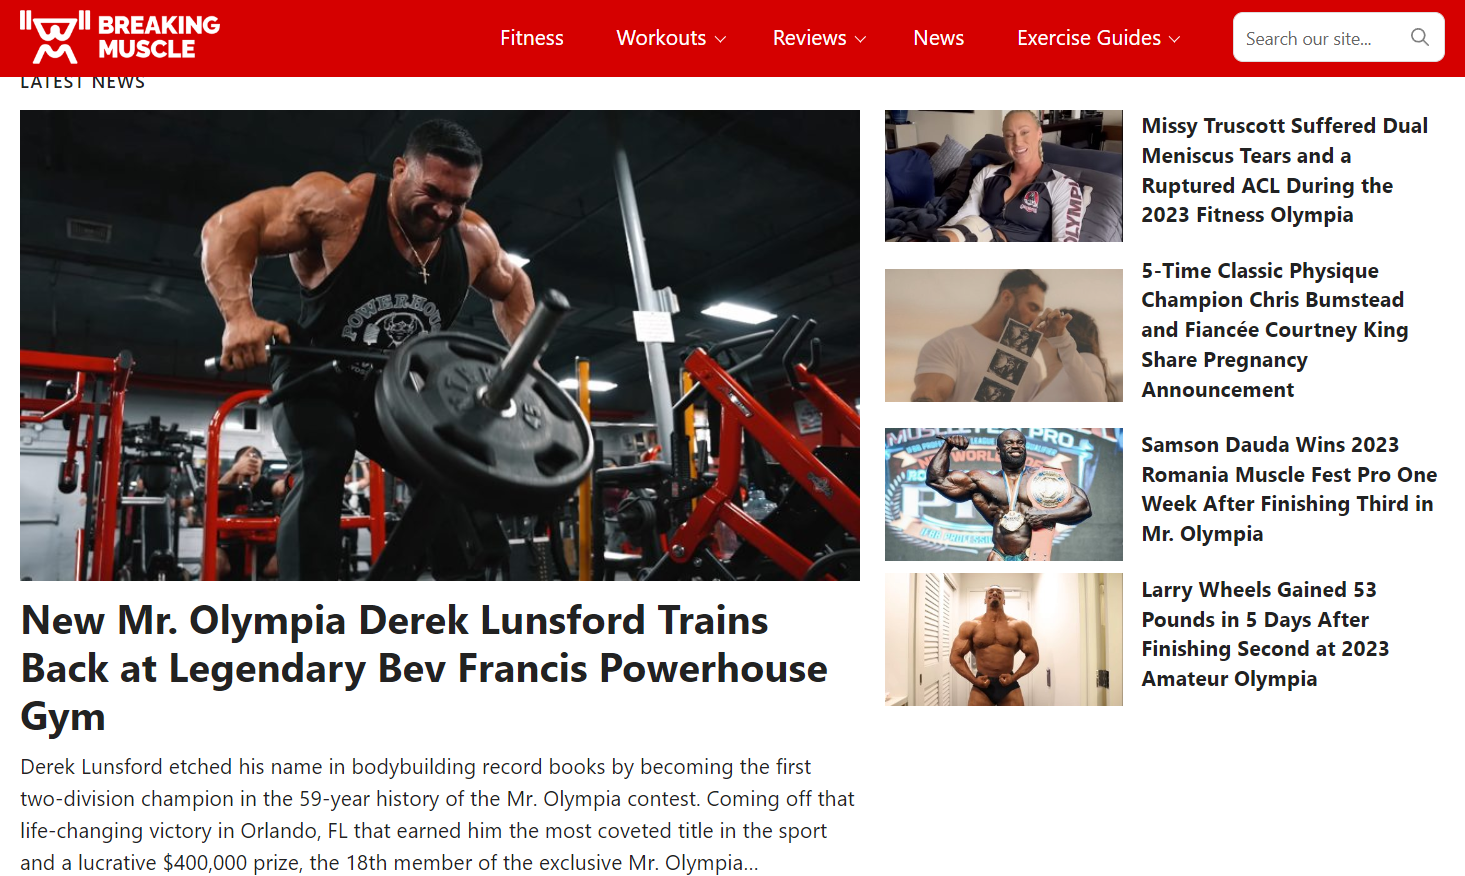 BREAKING
MUSCLE
Fitness
Workouts
Reviews
News
Exercise Guides
Search our site...
LATEST NEWS
POWERHOUSE
45
New Mr. Olympia Derek Lunsford Trains
Back at Legendary Bev Francis Powerhouse
Gym
Derek Lunsford etched his name in bodybuilding record books by becoming the first
two-division champion in the 59-year history of the Mr. Olympia contest. Coming off that
life-changing victory in Orlando, FL that earned him the most coveted title in the sport
and a lucrative $400,000 prize, the 18th member of the exclusive Mr. Olympia...
OLYMPIA
Missy Truscott Suffered Dual
Meniscus Tears and a
Ruptured ACL During the
2023 Fitness Olympia
5-Time Classic Physique
Champion Chris Bumstead
and Fiancée Courtney King
Share Pregnancy
Announcement
Samson Dauda Wins 2023
Romania Muscle Fest Pro One
Week After Finishing Third in
Mr. Olympia
Larry Wheels Gained 53
Pounds in 5 Days After
Finishing Second at 2023
Amateur Olympia